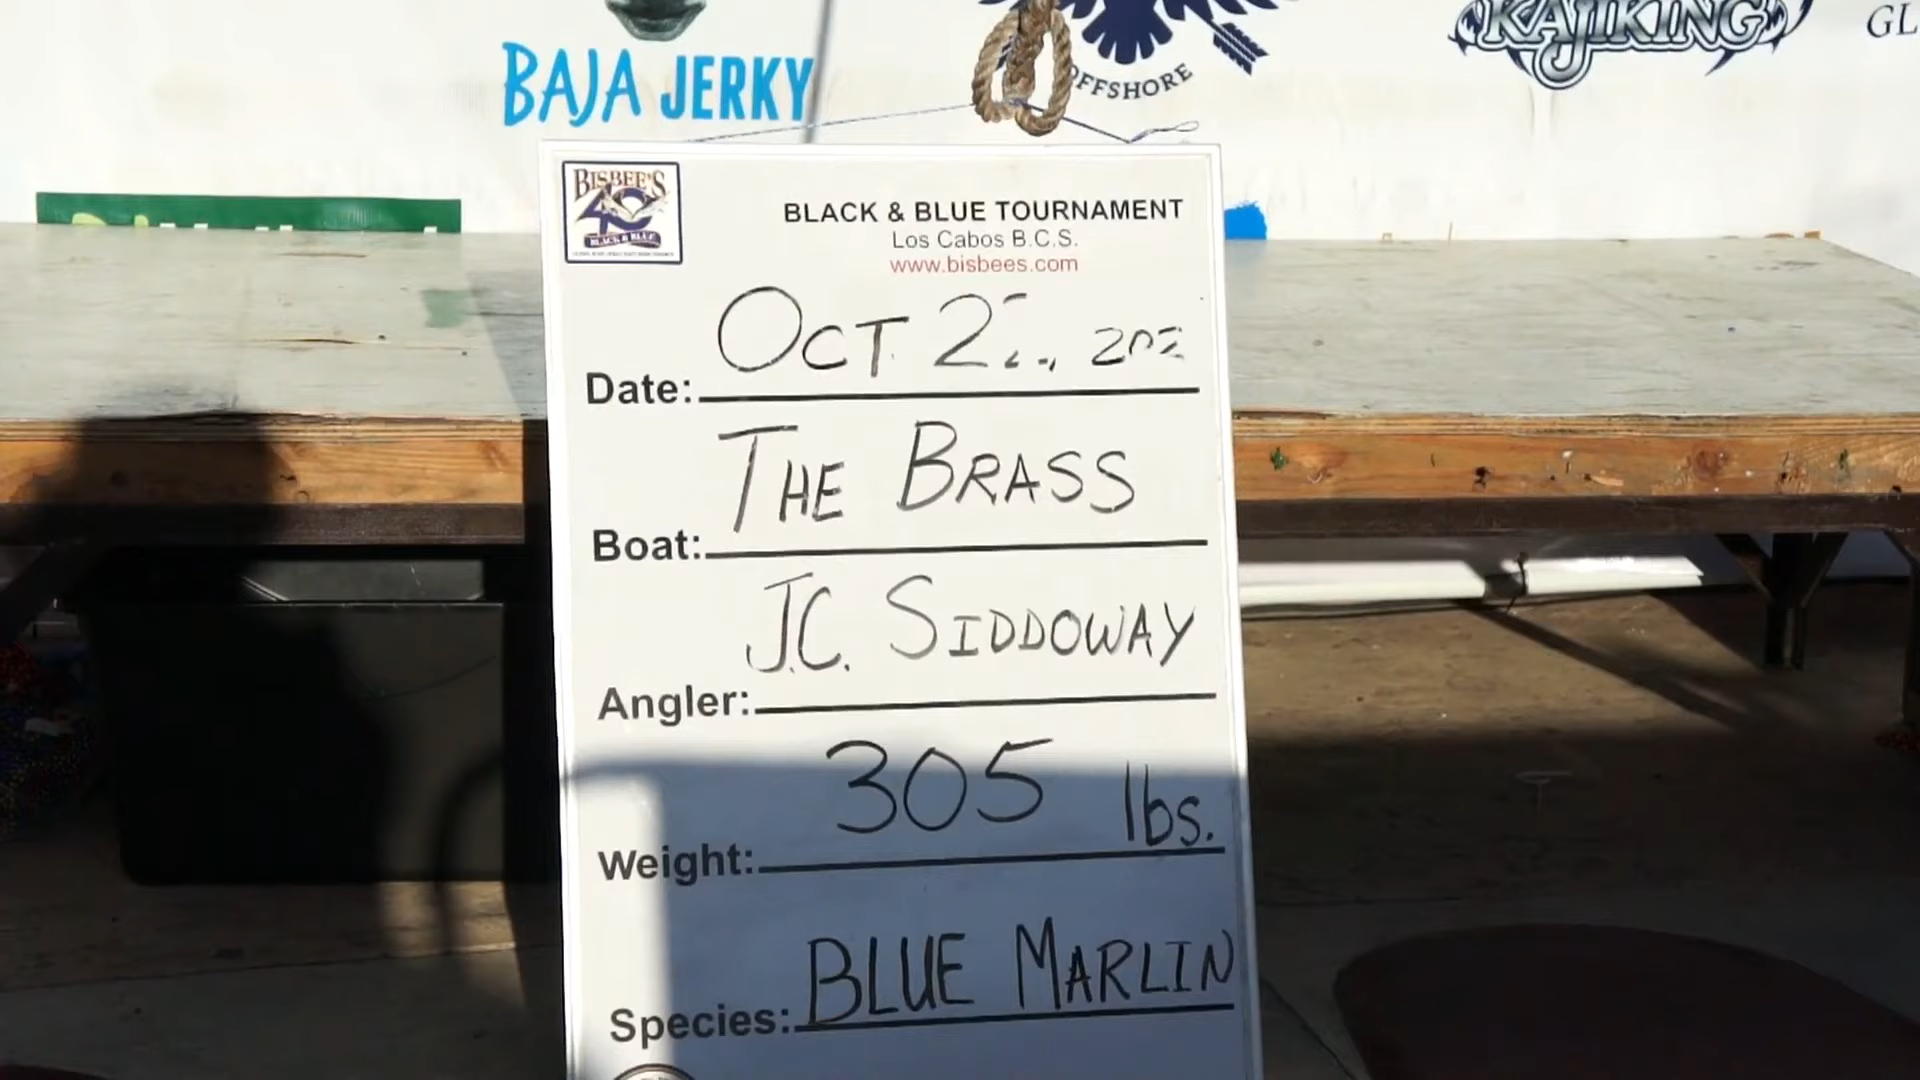 BAJA JERKY
OFFSHORE
KAJIKING
GL
BISBEE'S
BLACK & BLUE
BLACK & BLUE TOURNAMENT
Los Cabos B.C.S.
www.bisbees.com
Date: OCT
Boat: THE BRASS
Angler: J.C. SIDDOWAY
Weight: 305 lbs.
Species: BLUE MARLIN